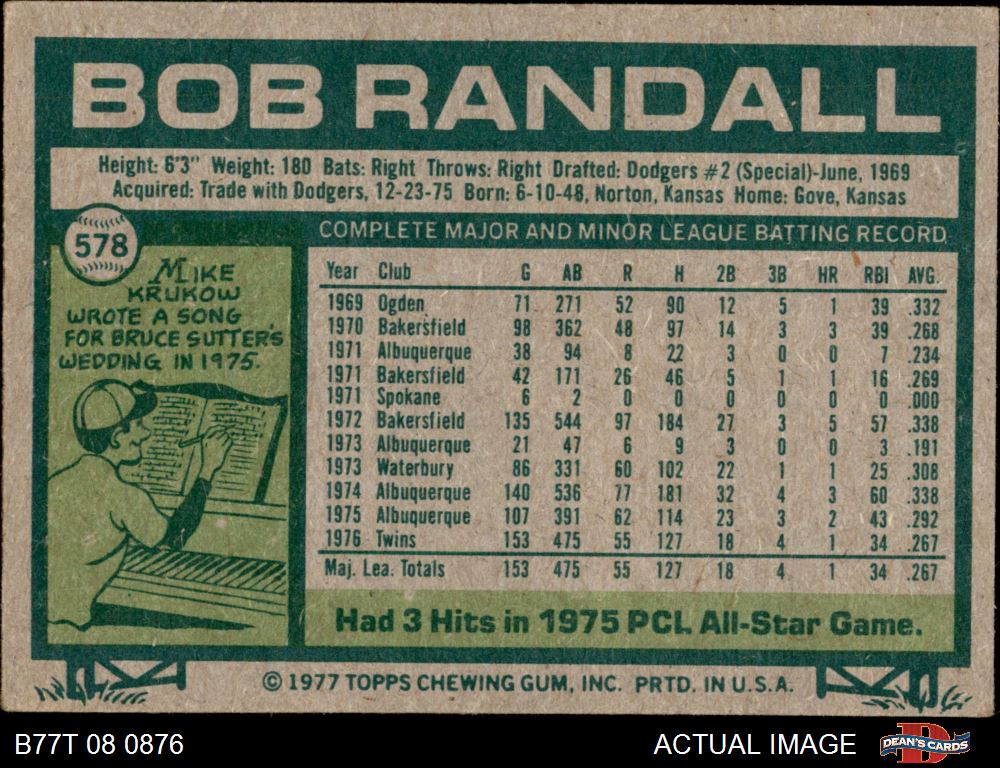 BOB RANDALL
Height: 6'3" Weight: 180 Bats: Right Throws: Right Drafted: Dodgers #2 (Special)-June, 1969
Acquired: Trade with Dodgers, 12-23-75 Born: 6-10-48, Norton, Kansas Home: Gove, Kansas
578
MIKE
KRUKOW
WROTE A SONG
FOR BRUCE SUTTER'S
WEDDING IN 1975.
COMPLETE MAJOR AND MINOR LEAGUE BATTING RECORD
Year Club G AB R H 2B 3B HR RBI AVG.
1969 Ogden 71 271 52 90 12 5 1 39 .332
1970 Bakersfield 98 362 48 97 14 3 3 39 .268
1971 Albuquerque 38 94 8 22 3 0 0 7 .234
1971 Bakersfield 42 171 26 46 5 1 1 16 .269
1971 Spokane 6 2 0 0 0 0 0 0 .000
1972 Bakersfield 135 544 97 184 27 3 5 57 .338
1973 Albuquerque 21 47 6 9 3 0 0 3 .191
1973 Waterbury 86 331 60 102 22 1 1 25 .308
1974 Albuquerque 140 536 77 181 32 4 3 60 .338
1975 Albuquerque 107 391 62 114 23 3 2 43 .292
1976 Twins 153 475 55 127 18 4 1 34 .267
Maj. Lea. Totals 153 475 55 127 18 4 1 34 .267
Had 3 Hits in 1975 PCL All-Star Game.
© 1977 TOPPS CHEWING GUM, INC. PRTD. IN U.S.A.
B77T 08 0876
ACTUAL IMAGE
DEAN'S CARDS